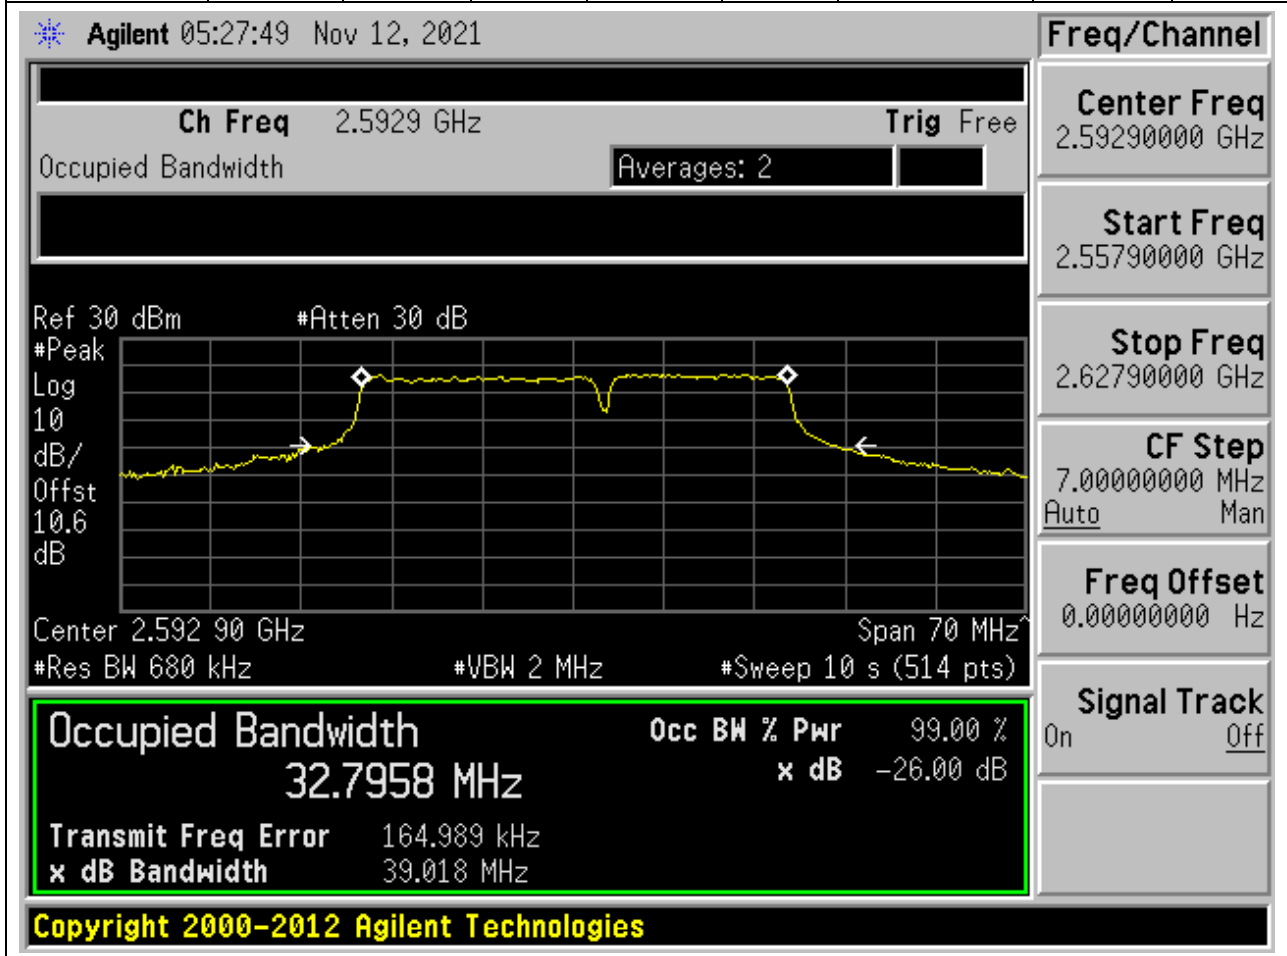 Agilent 05:27:49 Nov 12, 2021
Freq/Channel
Ch Freq 2.5929 GHz Trig Free
Occupied Bandwidth Averages: 2
Ref 30 dBm #Atten 30 dB
#Peak
Log
10
dB/
Offst
10.6
dB
Center 2.592 90 GHz Span 70 MHz^
#Res BW 680 kHz #VBW 2 MHz #Sweep 10 s (514 pts)
Occupied Bandwidth Occ BW % Pwr 99.00 %
32.7958 MHz x dB -26.00 dB
Transmit Freq Error 164.989 kHz
x dB Bandwidth 39.018 MHz
Center Freq
2.59290000 GHz
Start Freq
2.55790000 GHz
Stop Freq
2.62790000 GHz
CF Step
7.00000000 MHz
Auto Man
Freq Offset
0.00000000 Hz
Signal Track
On Off
Copyright 2000-2012 Agilent Technologies